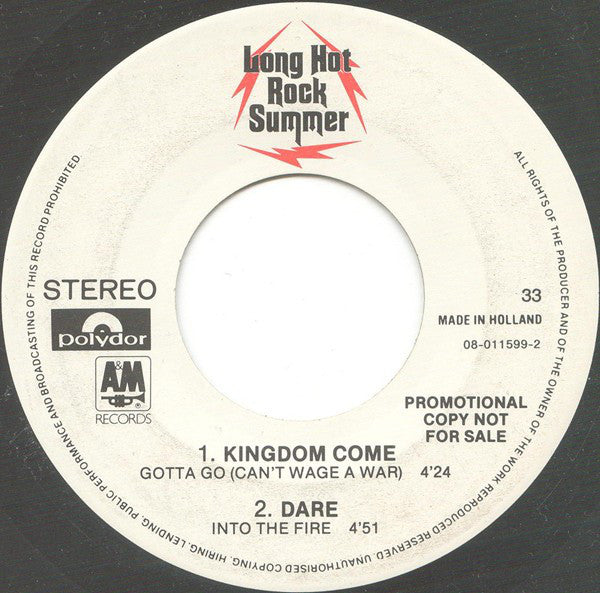 Long Hot
Rock
Summer
STEREO
polydor
A&M
®
RECORDS
33
MADE IN HOLLAND
08-011599-2
PROMOTIONAL
COPY NOT
FOR SALE
1. KINGDOM COME
GOTTA GO (CAN'T WAGE A WAR) 4'24
2. DARE
INTO THE FIRE 4'51
ALL RIGHTS OF THE PRODUCER AND OF THE OWNER OF THE WORK REPRODUCED RESERVED. UNAUTHORISED COPYING. HIRING. LENDING. PUBLIC PERFORMANCE AND BROADCASTING OF THIS RECORD PROHIBITED.